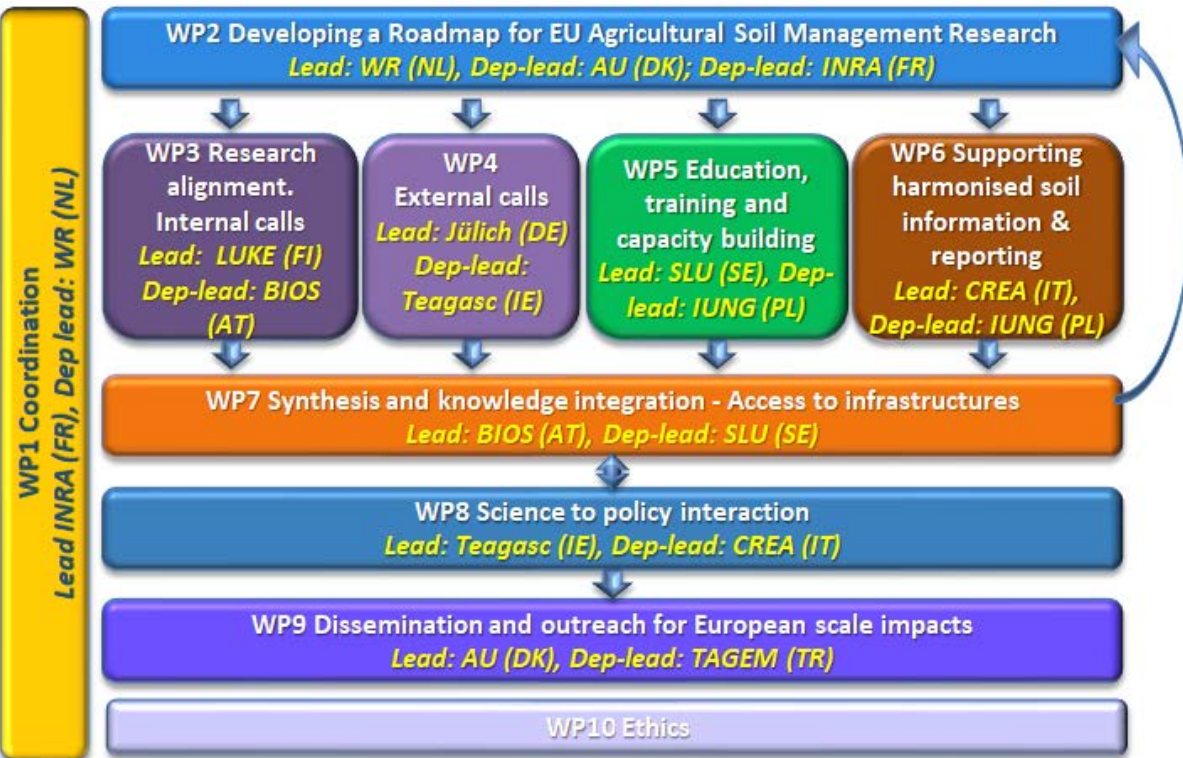 WP1 Coordination
Lead INRA (FR), Dep lead: WR (NL)
WP2 Developing a Roadmap for EU Agricultural Soil Management Research
Lead: WR (NL), Dep-lead: AU (DK); Dep-lead: INRA (FR)
WP3 Research
alignment.
Internal calls
Lead: LUKE (FI)
Dep-lead: BIOS
(AT)
WP4
External calls
Lead: Jülich (DE)
Dep-lead:
Teagasc (IE)
WP5 Education,
training and
capacity building
Lead: SLU (SE), Dep-
lead: IUNG (PL)
WP6 Supporting
harmonised soil
information &
reporting
Lead: CREA (IT),
Dep-lead: IUNG (PL)
WP7 Synthesis and knowledge integration - Access to infrastructures
Lead: BIOS (AT), Dep-lead: SLU (SE)
WP8 Science to policy interaction
Lead: Teagasc (IE), Dep-lead: CREA (IT)
WP9 Dissemination and outreach for European scale impacts
Lead: AU (DK), Dep-lead: TAGEM (TR)
WP10 Ethics